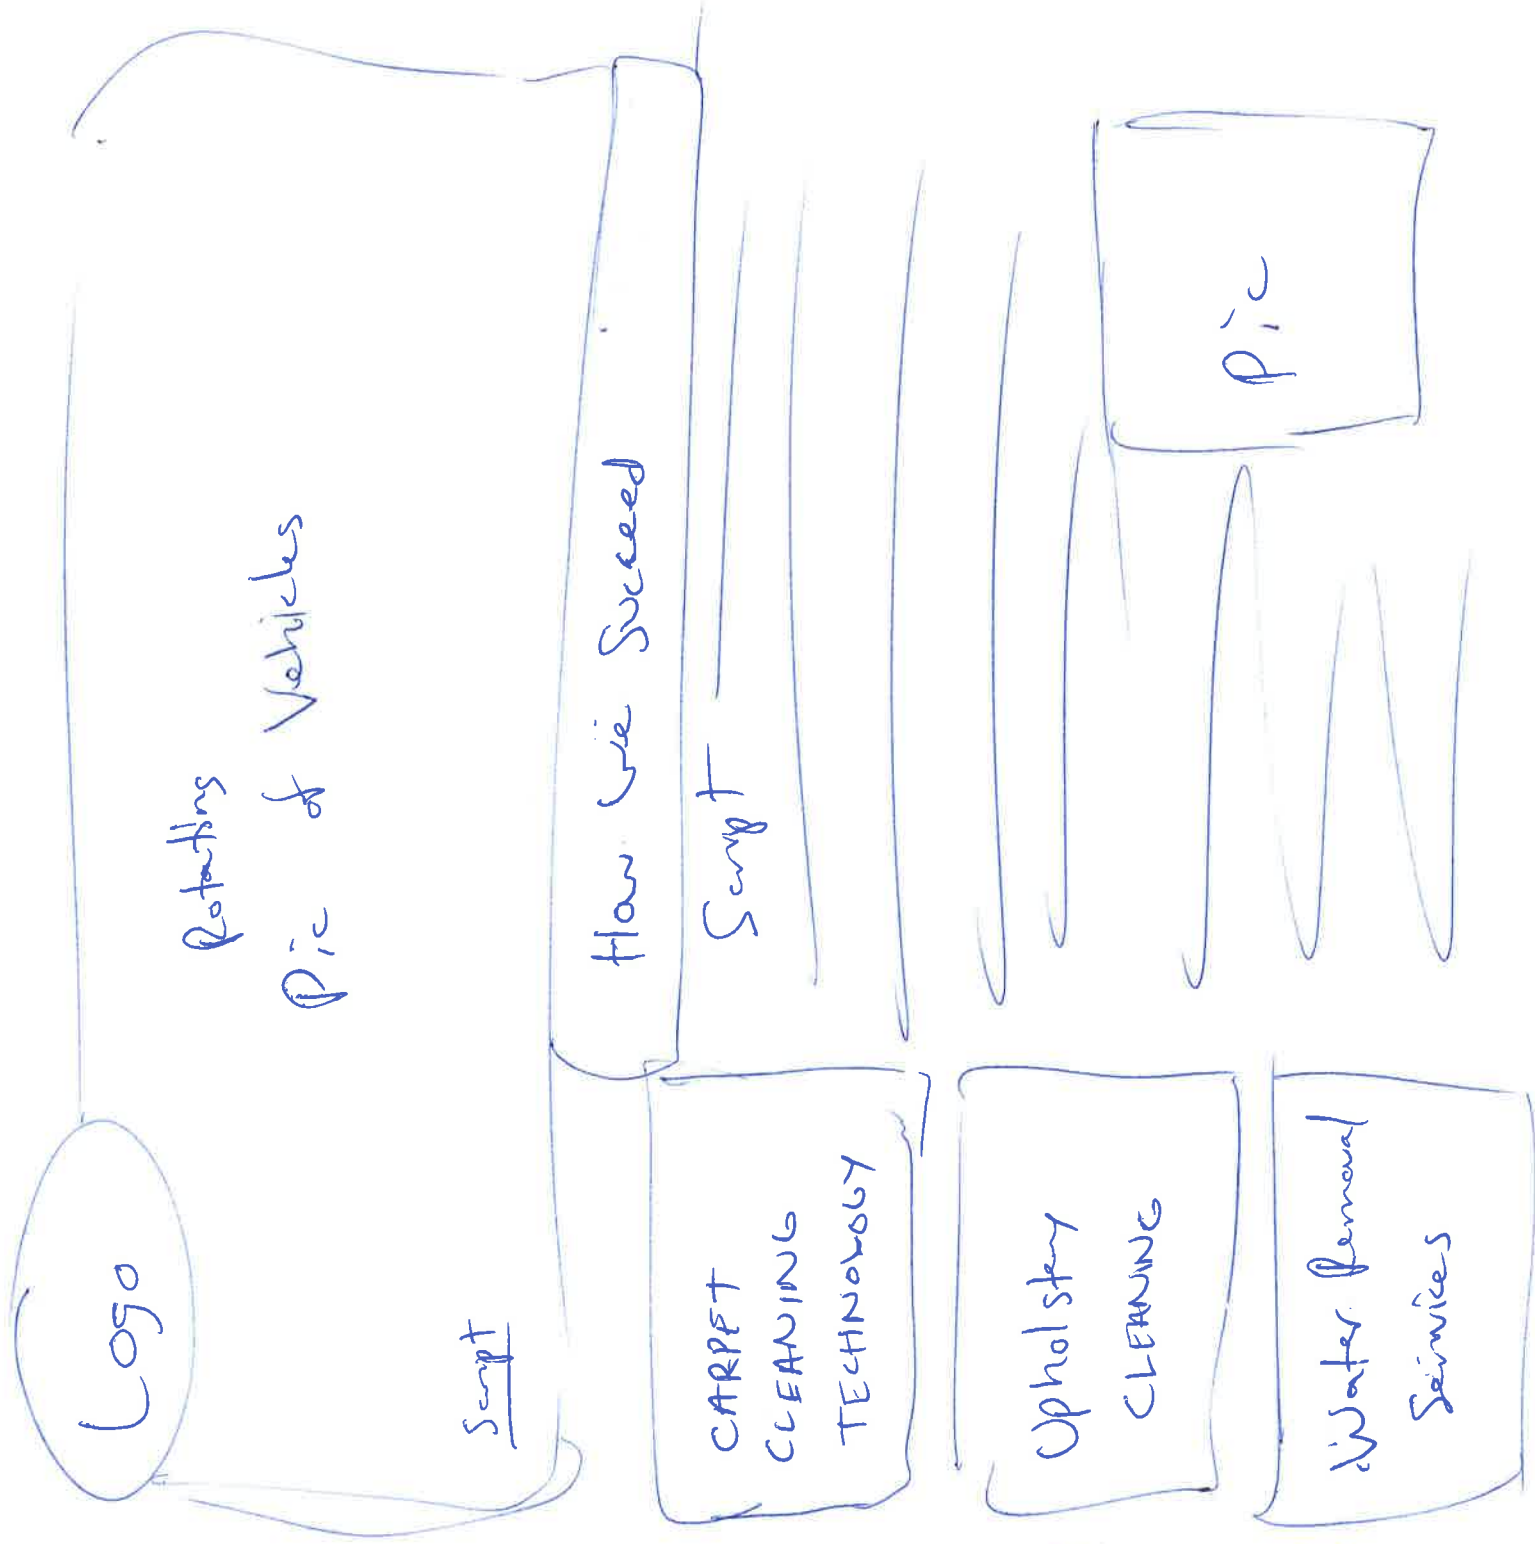 Logo
Rotating
Pic of Vehicles
Script
How we Succeed
Script
CARPET
CLEANING
TECHNOLOGY
Upholstery
CLEANING
Water Removal
Services
Pic